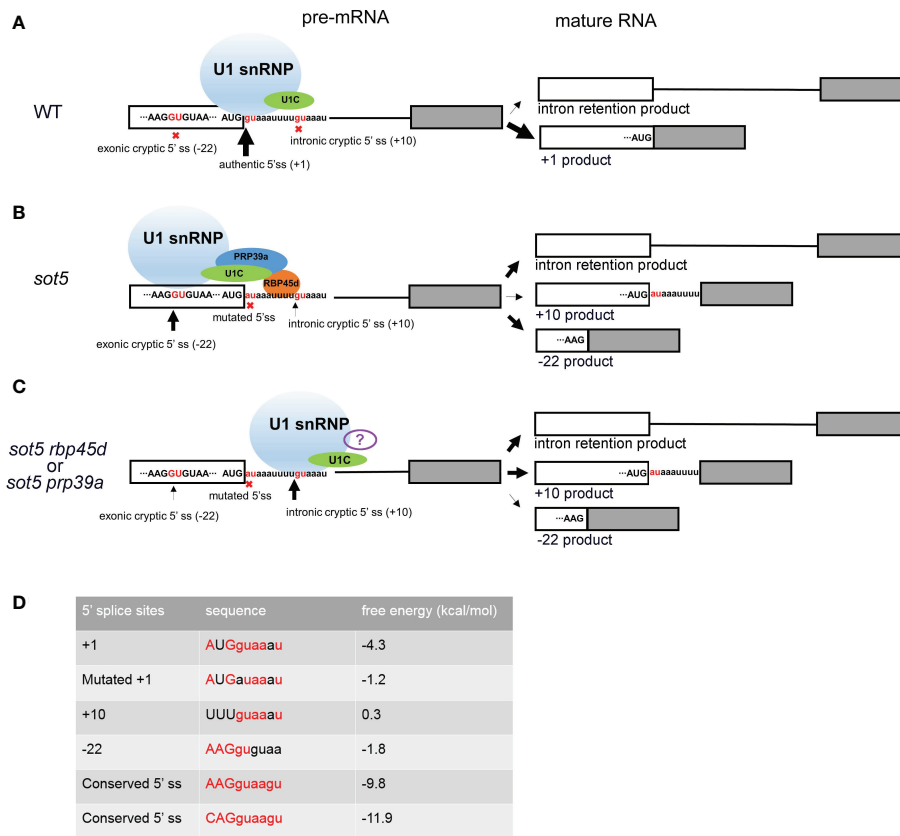 pre-mRNA
mature RNA
A
WT
U1 snRNP
U1C
···AAGGUGUAA··· AUGguaaauuuuguaaau
exonic cryptic 5' ss (-22)
authentic 5'ss (+1)
intronic cryptic 5' ss (+10)
intron retention product
···AUG
+1 product
B
sot5
U1 snRNP
PRP39a
U1C
RBP45d
···AAGGUGUAA··· AUGauaaauuuuguaaau
mutated 5'ss
exonic cryptic 5' ss (-22)
intronic cryptic 5' ss (+10)
intron retention product
···AUG auaaauuuu
+10 product
···AAG
-22 product
C
sot5 rbp45d
or
sot5 prp39a
U1 snRNP
?
U1C
···AAGGUGUAA··· AUGauaaauuuuguaaau
mutated 5'ss
exonic cryptic 5' ss (-22)
intronic cryptic 5' ss (+10)
intron retention product
···AUG auaaauuuu
+10 product
···AAG
-22 product
D
5' splice sites sequence free energy (kcal/mol)
+1 AUGguaaau -4.3
Mutated +1 AUGauaaau -1.2
+10 UUUguaaau 0.3
-22 AAGguguaa -1.8
Conserved 5' ss AAGguaagu -9.8
Conserved 5' ss CAGguaagu -11.9